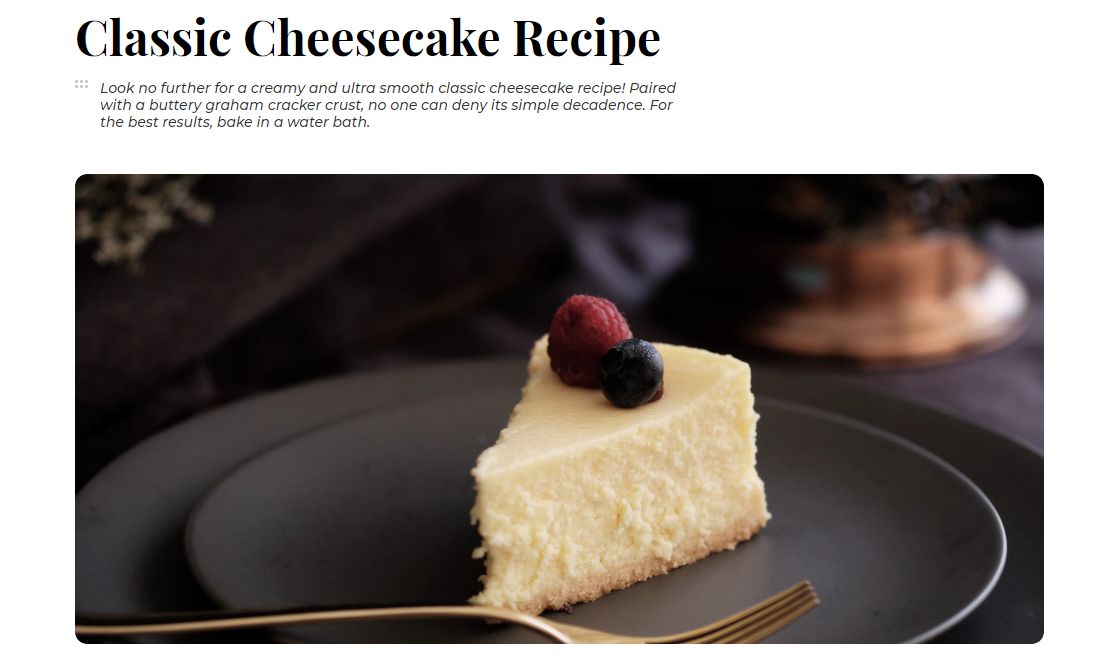 Classic Cheesecake Recipe
Look no further for a creamy and ultra smooth classic cheesecake recipe! Paired
with a buttery graham cracker crust, no one can deny its simple decadence. For
the best results, bake in a water bath.